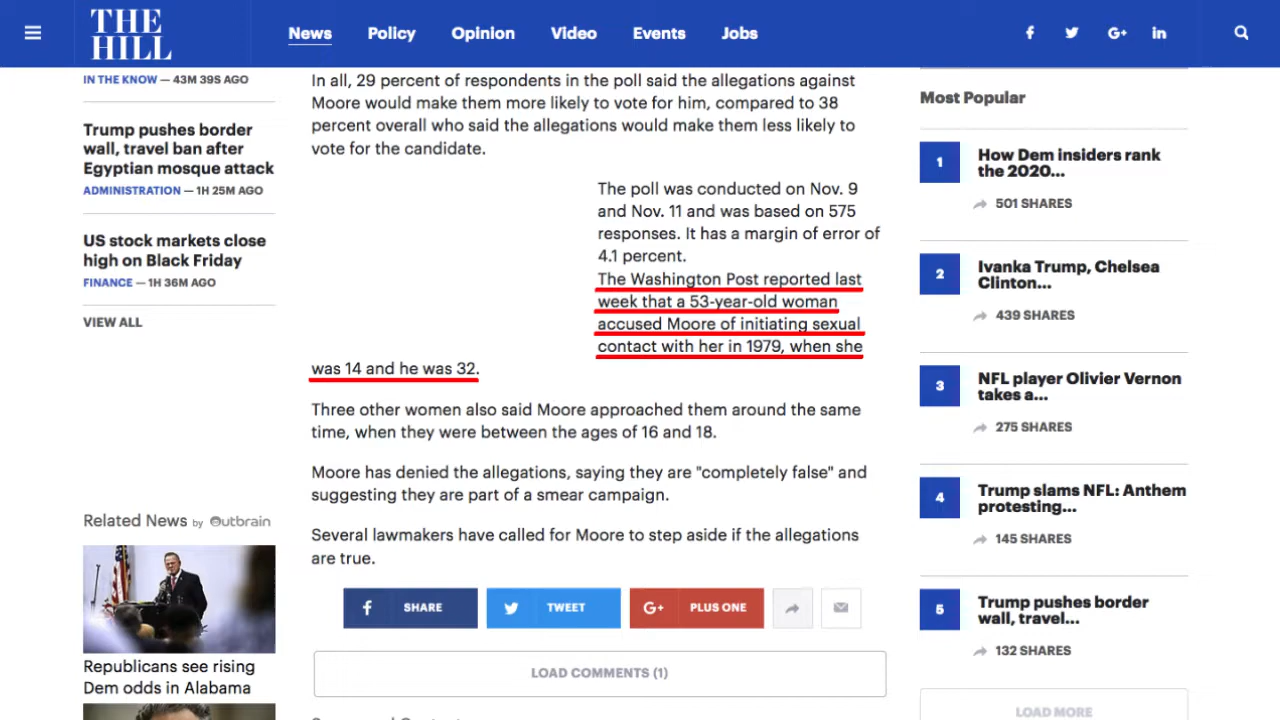 THE
HILL
News
Policy
Opinion
Video
Events
Jobs
f
G+
in
IN THE KNOW — 43M 39S AGO
Trump pushes border
wall, travel ban after
Egyptian mosque attack
ADMINISTRATION — 1H 25M AGO
US stock markets close
high on Black Friday
FINANCE — 1H 36M AGO
VIEW ALL
Related News by Outbrain
Republicans see rising
Dem odds in Alabama
In all, 29 percent of respondents in the poll said the allegations against
Moore would make them more likely to vote for him, compared to 38
percent overall who said the allegations would make them less likely to
vote for the candidate.
The poll was conducted on Nov. 9
and Nov. 11 and was based on 575
responses. It has a margin of error of
4.1 percent.
The Washington Post reported last
week that a 53-year-old woman
accused Moore of initiating sexual
contact with her in 1979, when she
was 14 and he was 32.
Three other women also said Moore approached them around the same
time, when they were between the ages of 16 and 18.
Moore has denied the allegations, saying they are "completely false" and
suggesting they are part of a smear campaign.
Several lawmakers have called for Moore to step aside if the allegations
are true.
f SHARE
TWEET
G+ PLUS ONE
LOAD COMMENTS (1)
Most Popular
1
How Dem insiders rank
the 2020...
501 SHARES
2
Ivanka Trump, Chelsea
Clinton...
439 SHARES
3
NFL player Olivier Vernon
takes a...
275 SHARES
4
Trump slams NFL: Anthem
protesting...
145 SHARES
5
Trump pushes border
wall, travel...
132 SHARES
LOAD MORE